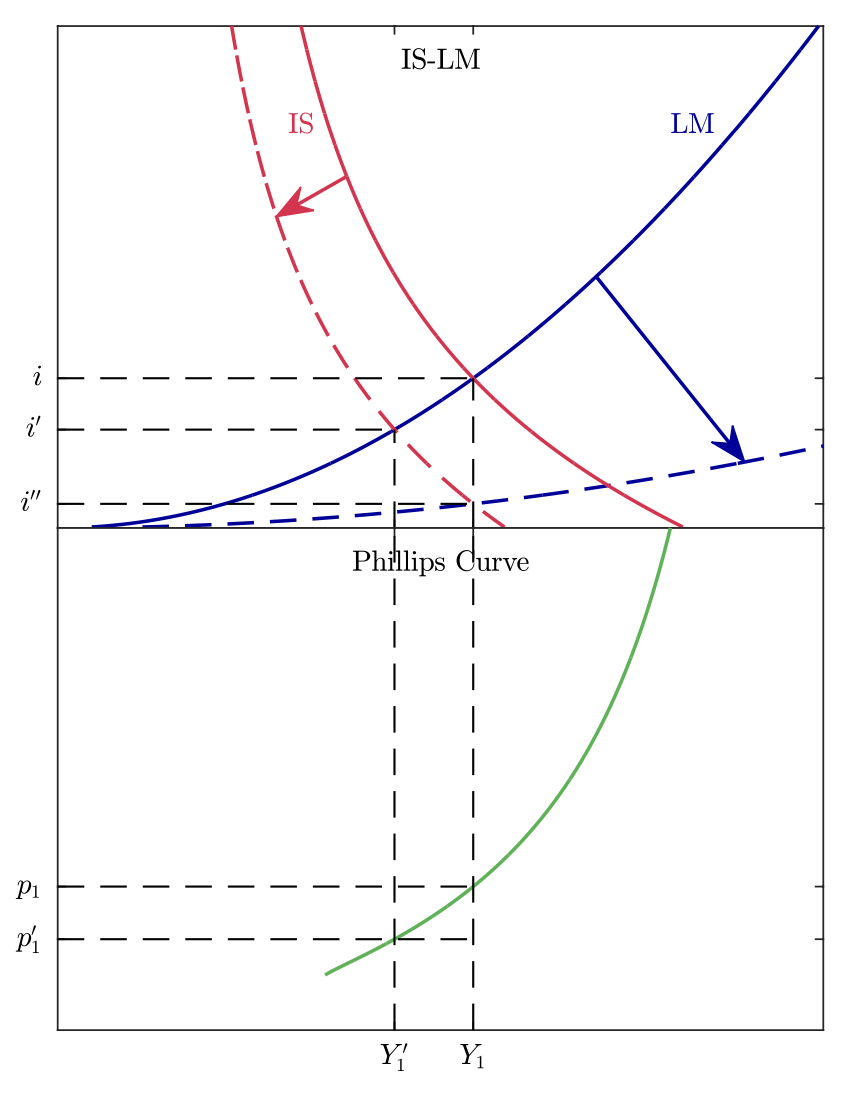 IS-LM
IS
LM
i
i′
i″
Phillips Curve
p₁
p′₁
Y′₁
Y₁